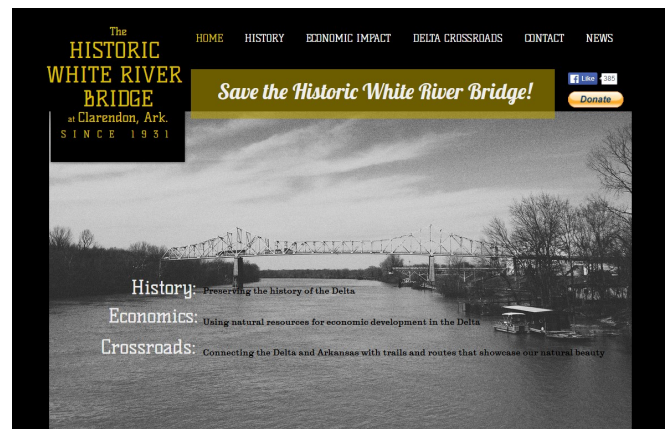 The
HISTORIC
WHITE RIVER
BRIDGE
at Clarendon, Ark.
SINCE 1931
HOME HISTORY ECONOMIC IMPACT DELTA CROSSROADS CONTACT NEWS
Save the Historic White River Bridge!
Like 385
Donate
History: Preserving the history of the Delta
Economics: Using natural resources for economic development in the Delta
Crossroads: Connecting the Delta and Arkansas with trails and routes that showcase our natural beauty